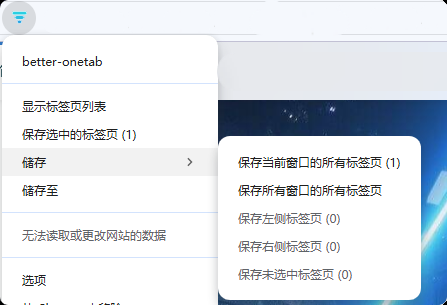 better-onetab
显示标签页列表
保存选中的标签页 (1)
储存
储存至
无法读取或更改网站的数据
选项
保存当前窗口的所有标签页 (1)
保存所有窗口的所有标签页
保存左侧标签页 (0)
保存右侧标签页 (0)
保存未选中标签页 (0)